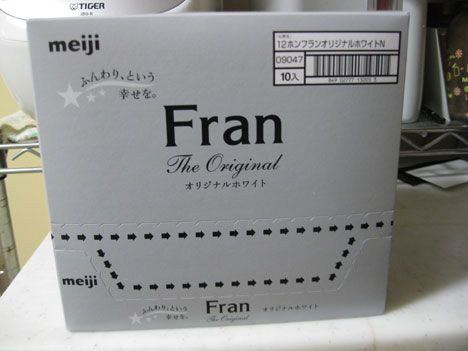 TIGER
meiji
ふんわり、という
幸せを。
12ホンフランオリジナルホワイトN
09047
10入
Fran
The Original
オリジナルホワイト
meiji
ふんわり、という
幸せを。
Fran
The Original
オリジナルホワイト